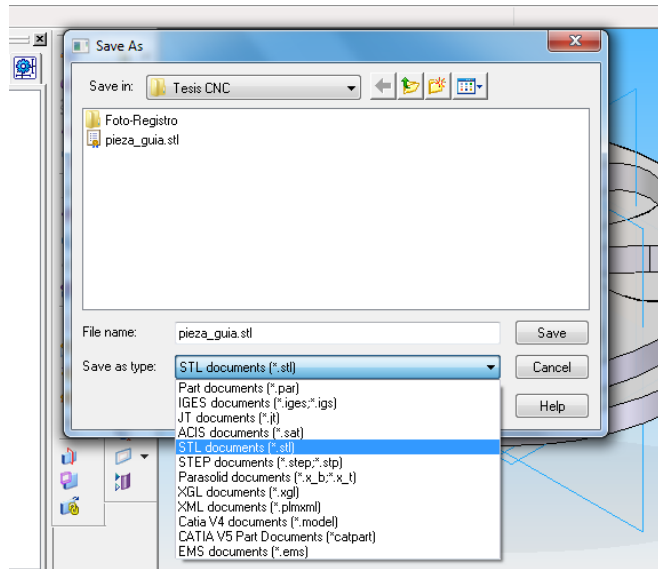 Save As
Save in: Tesis CNC
Foto-Registro
pieza_guia.stl
File name: pieza_guia.stl Save
Save as type: STL documents (*.stl) Cancel
Help
Part documents (*.par)
IGES documents (*.iges;*.igs)
JT documents (*.jt)
ACIS documents (*.sat)
STL documents (*.stl)
STEP documents (*.step;*.stp)
Parasolid documents (*.x_b;*.x_t)
XGL documents (*.xgl)
XML documents (*.plmxml)
Catia V4 documents (*.model)
CATIA V5 Part Documents (*catpart)
EMS documents (*.ems)